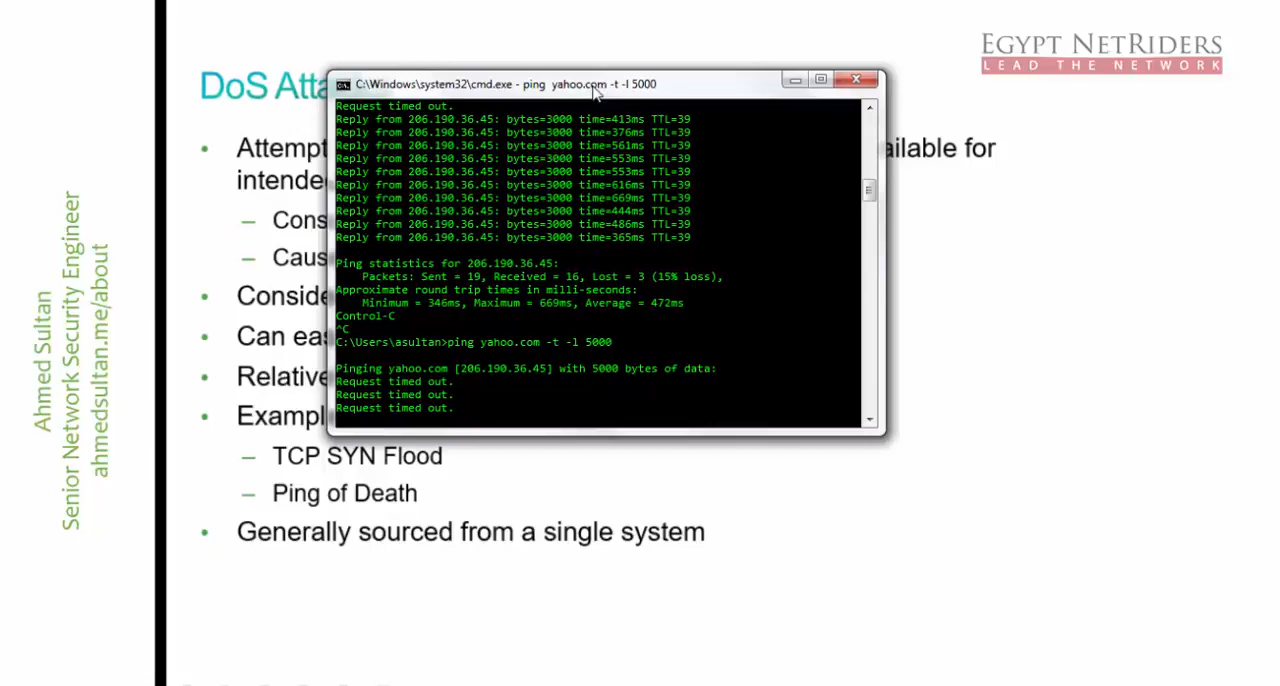 EGYPT NETRIDERS
LEAD THE NETWORK
Ahmed Sultan
Senior Network Security Engineer
ahmedsultan.me/about
DoS
• Attempt
ailable for
– Cons
– Caus
• Conside
• Can eas
• Relative
• Exampl
– TCP SYN Flood
– Ping of Death
• Generally sourced from a single system
C:\Windows\system32\cmd.exe - ping yahoo.com -t -l 5000
Request timed out.
Reply from 206.190.36.45: bytes=3000 time=413ms TTL=39
Reply from 206.190.36.45: bytes=3000 time=376ms TTL=39
Reply from 206.190.36.45: bytes=3000 time=561ms TTL=39
Reply from 206.190.36.45: bytes=3000 time=553ms TTL=39
Reply from 206.190.36.45: bytes=3000 time=553ms TTL=39
Reply from 206.190.36.45: bytes=3000 time=616ms TTL=39
Reply from 206.190.36.45: bytes=3000 time=669ms TTL=39
Reply from 206.190.36.45: bytes=3000 time=444ms TTL=39
Reply from 206.190.36.45: bytes=3000 time=486ms TTL=39
Reply from 206.190.36.45: bytes=3000 time=365ms TTL=39
Ping statistics for 206.190.36.45:
Packets: Sent = 19, Received = 16, Lost = 3 (15% loss),
Approximate round trip times in milli-seconds:
Minimum = 346ms, Maximum = 669ms, Average = 472ms
Control-C
^C
C:\Users\asultan>ping yahoo.com -t -l 5000
Pinging yahoo.com [206.190.36.45] with 5000 bytes of data:
Request timed out.
Request timed out.
Request timed out.